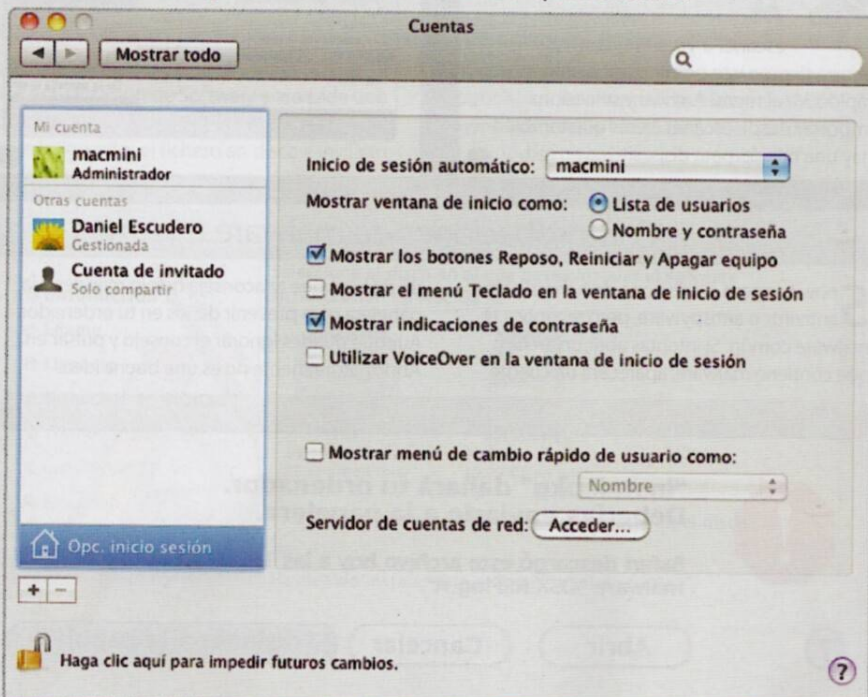 Cuentas
Mostrar todo
Mi cuenta
macmini
Administrador
Otras cuentas
Daniel Escudero
Gestionada
Cuenta de invitado
Solo compartir
Opc. inicio sesión
Inicio de sesión automático: macmini
Mostrar ventana de inicio como: Lista de usuarios
Nombre y contraseña
Mostrar los botones Reposo, Reiniciar y Apagar equipo
Mostrar el menú Teclado en la ventana de inicio de sesión
Mostrar indicaciones de contraseña
Utilizar VoiceOver en la ventana de inicio de sesión
Mostrar menú de cambio rápido de usuario como:
Nombre
Servidor de cuentas de red: Acceder...
+ −
Haga clic aquí para impedir futuros cambios.
?